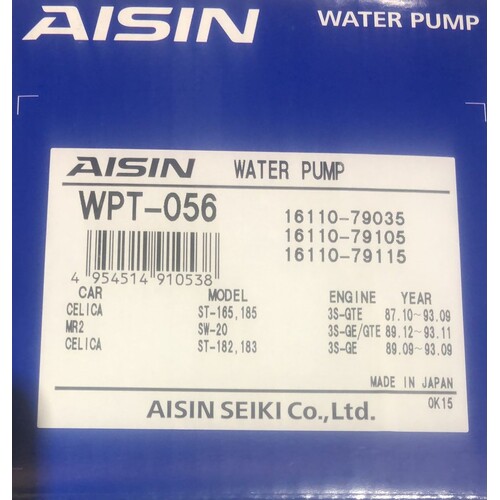 AISIN WATER PUMP
AISIN WATER PUMP
WPT-056
16110-79035
16110-79105
16110-79115
4 954514 910538
CAR MODEL ENGINE YEAR
CELICA ST-165,185 3S-GTE 87.10~93.09
MR2 SW-20 3S-GE/GTE 89.12~93.11
CELICA ST-182,183 3S-GE 89.09~93.09
MADE IN JAPAN
AISIN SEIKI Co.,Ltd. OK15